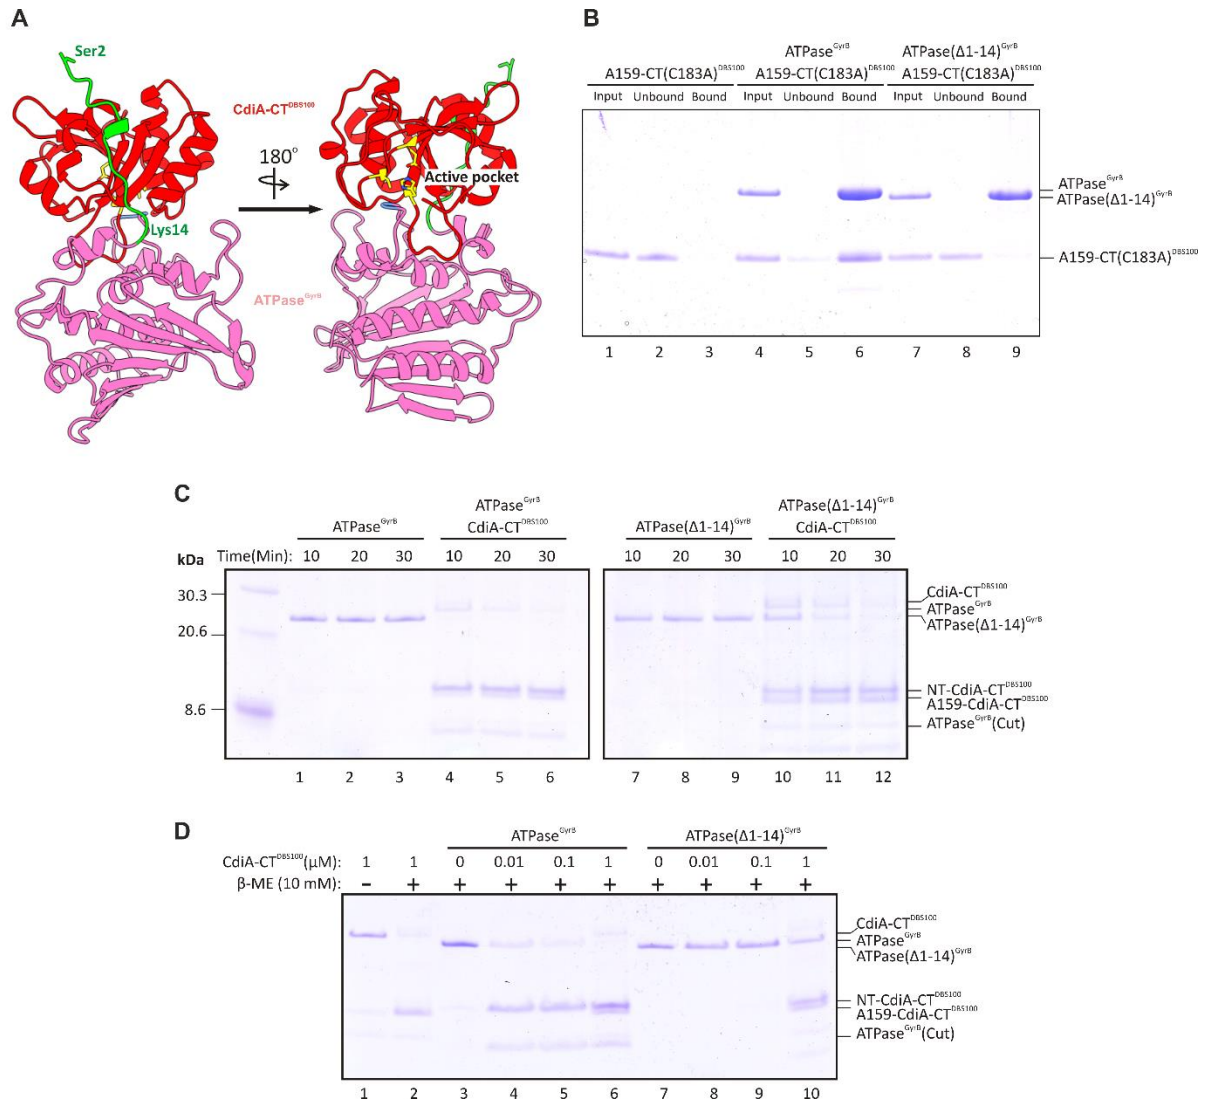 A
Ser2
CdiA-CT^DBS100
180°
Active pocket
Lys14
ATPase^GyrB
B
ATPase^GyrB ATPase(Δ1-14)^GyrB
A159-CT(C183A)^DBS100 A159-CT(C183A)^DBS100 A159-CT(C183A)^DBS100
Input Unbound Bound Input Unbound Bound Input Unbound Bound
ATPase^GyrB
ATPase(Δ1-14)^GyrB
A159-CT(C183A)^DBS100
1 2 3 4 5 6 7 8 9
C
ATPase^GyrB ATPase(Δ1-14)^GyrB
ATPase^GyrB CdiA-CT^DBS100 ATPase(Δ1-14)^GyrB CdiA-CT^DBS100
kDa Time(Min): 10 20 30 10 20 30 10 20 30 10 20 30
30.3
20.6
8.6
CdiA-CT^DBS100
ATPase^GyrB
ATPase(Δ1-14)^GyrB
NT-CdiA-CT^DBS100
A159-CdiA-CT^DBS100
ATPase^GyrB(Cut)
1 2 3 4 5 6 7 8 9 10 11 12
D
ATPase^GyrB ATPase(Δ1-14)^GyrB
CdiA-CT^DBS100(μM): 1 1 0 0.01 0.1 1 0 0.01 0.1 1
β-ME (10 mM): – + + + + + + + + +
CdiA-CT^DBS100
ATPase^GyrB
ATPase(Δ1-14)^GyrB
NT-CdiA-CT^DBS100
A159-CdiA-CT^DBS100
ATPase^GyrB(Cut)
1 2 3 4 5 6 7 8 9 10